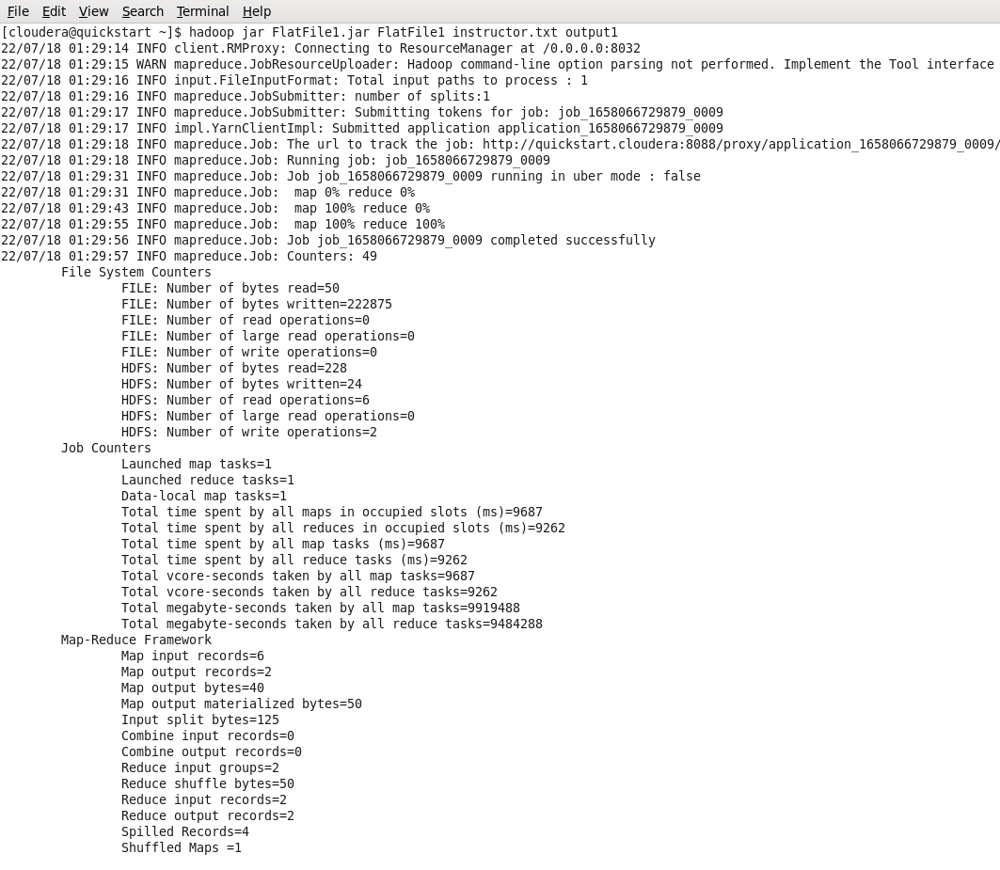 File Edit View Search Terminal Help
[cloudera@quickstart ~]$ hadoop jar FlatFile1.jar FlatFile1 instructor.txt output1
22/07/18 01:29:14 INFO client.RMProxy: Connecting to ResourceManager at /0.0.0.0:8032
22/07/18 01:29:15 WARN mapreduce.JobResourceUploader: Hadoop command-line option parsing not performed. Implement the Tool interface
22/07/18 01:29:16 INFO input.FileInputFormat: Total input paths to process : 1
22/07/18 01:29:16 INFO mapreduce.JobSubmitter: number of splits:1
22/07/18 01:29:17 INFO mapreduce.JobSubmitter: Submitting tokens for job: job_1658066729879_0009
22/07/18 01:29:17 INFO impl.YarnClientImpl: Submitted application application_1658066729879_0009
22/07/18 01:29:18 INFO mapreduce.Job: The url to track the job: http://quickstart.cloudera:8088/proxy/application_1658066729879_0009/
22/07/18 01:29:18 INFO mapreduce.Job: Running job: job_1658066729879_0009
22/07/18 01:29:31 INFO mapreduce.Job: Job job_1658066729879_0009 running in uber mode : false
22/07/18 01:29:31 INFO mapreduce.Job:  map 0% reduce 0%
22/07/18 01:29:43 INFO mapreduce.Job:  map 100% reduce 0%
22/07/18 01:29:55 INFO mapreduce.Job:  map 100% reduce 100%
22/07/18 01:29:56 INFO mapreduce.Job: Job job_1658066729879_0009 completed successfully
22/07/18 01:29:57 INFO mapreduce.Job: Counters: 49
File System Counters
FILE: Number of bytes read=50
FILE: Number of bytes written=222875
FILE: Number of read operations=0
FILE: Number of large read operations=0
FILE: Number of write operations=0
HDFS: Number of bytes read=228
HDFS: Number of bytes written=24
HDFS: Number of read operations=6
HDFS: Number of large read operations=0
HDFS: Number of write operations=2
Job Counters
Launched map tasks=1
Launched reduce tasks=1
Data-local map tasks=1
Total time spent by all maps in occupied slots (ms)=9687
Total time spent by all reduces in occupied slots (ms)=9262
Total time spent by all map tasks (ms)=9687
Total time spent by all reduce tasks (ms)=9262
Total vcore-seconds taken by all map tasks=9687
Total vcore-seconds taken by all reduce tasks=9262
Total megabyte-seconds taken by all map tasks=9919488
Total megabyte-seconds taken by all reduce tasks=9484288
Map-Reduce Framework
Map input records=6
Map output records=2
Map output bytes=40
Map output materialized bytes=50
Input split bytes=125
Combine input records=0
Combine output records=0
Reduce input groups=2
Reduce shuffle bytes=50
Reduce input records=2
Reduce output records=2
Spilled Records=4
Shuffled Maps =1